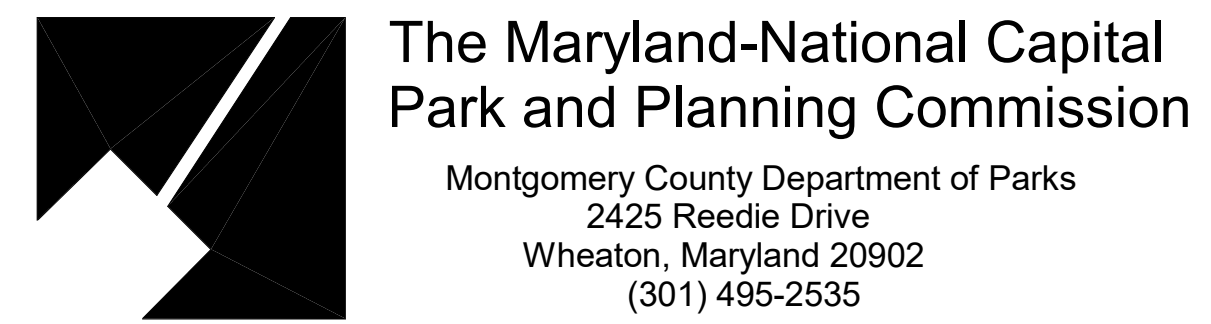 The Maryland-National Capital
Park and Planning Commission
Montgomery County Department of Parks
2425 Reedie Drive
Wheaton, Maryland 20902
(301) 495-2535